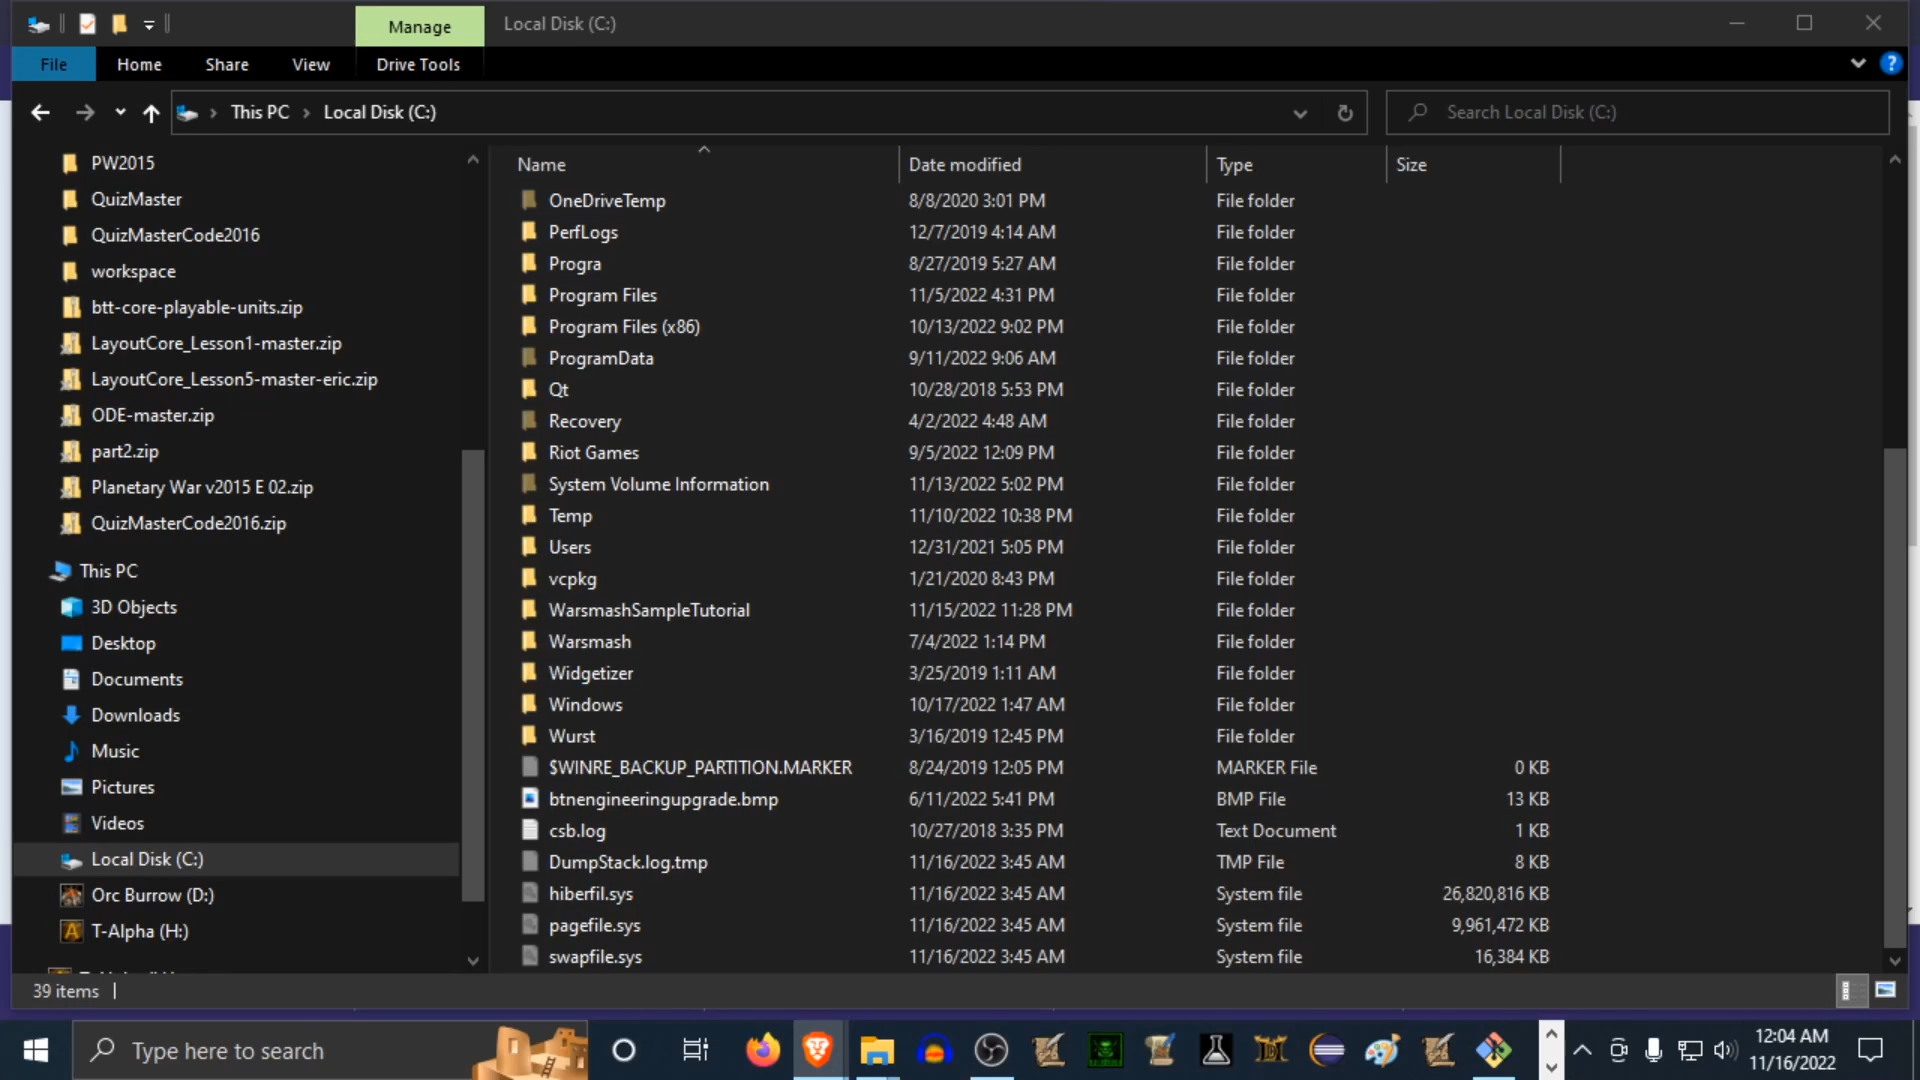 Manage
Local Disk (C:)
File
Home
Share
View
Drive Tools
?
This PC
Local Disk (C:)
Search Local Disk (C:)
PW2015
QuizMaster
QuizMasterCode2016
workspace
btt-core-playable-units.zip
LayoutCore_Lesson1-master.zip
LayoutCore_Lesson5-master-eric.zip
ODE-master.zip
part2.zip
Planetary War v2015 E 02.zip
QuizMasterCode2016.zip
This PC
3D Objects
Desktop
Documents
Downloads
Music
Pictures
Videos
Local Disk (C:)
Orc Burrow (D:)
T-Alpha (H:)
Name Date modified Type Size
OneDriveTemp 8/8/2020 3:01 PM File folder
PerfLogs 12/7/2019 4:14 AM File folder
Progra 8/27/2019 5:27 AM File folder
Program Files 11/5/2022 4:31 PM File folder
Program Files (x86) 10/13/2022 9:02 PM File folder
ProgramData 9/11/2022 9:06 AM File folder
Qt 10/28/2018 5:53 PM File folder
Recovery 4/2/2022 4:48 AM File folder
Riot Games 9/5/2022 12:09 PM File folder
System Volume Information 11/13/2022 5:02 PM File folder
Temp 11/10/2022 10:38 PM File folder
Users 12/31/2021 5:05 PM File folder
vcpkg 1/21/2020 8:43 PM File folder
WarsmashSampleTutorial 11/15/2022 11:28 PM File folder
Warsmash 7/4/2022 1:14 PM File folder
Widgetizer 3/25/2019 1:11 AM File folder
Windows 10/17/2022 1:47 AM File folder
Wurst 3/16/2019 12:45 PM File folder
$WINRE_BACKUP_PARTITION.MARKER 8/24/2019 12:05 PM MARKER File 0 KB
btnengineeringupgrade.bmp 6/11/2022 5:41 PM BMP File 13 KB
csb.log 10/27/2018 3:35 PM Text Document 1 KB
DumpStack.log.tmp 11/16/2022 3:45 AM TMP File 8 KB
hiberfil.sys 11/16/2022 3:45 AM System file 26,820,816 KB
pagefile.sys 11/16/2022 3:45 AM System file 9,961,472 KB
swapfile.sys 11/16/2022 3:45 AM System file 16,384 KB
39 items
Type here to search
12:04 AM
11/16/2022